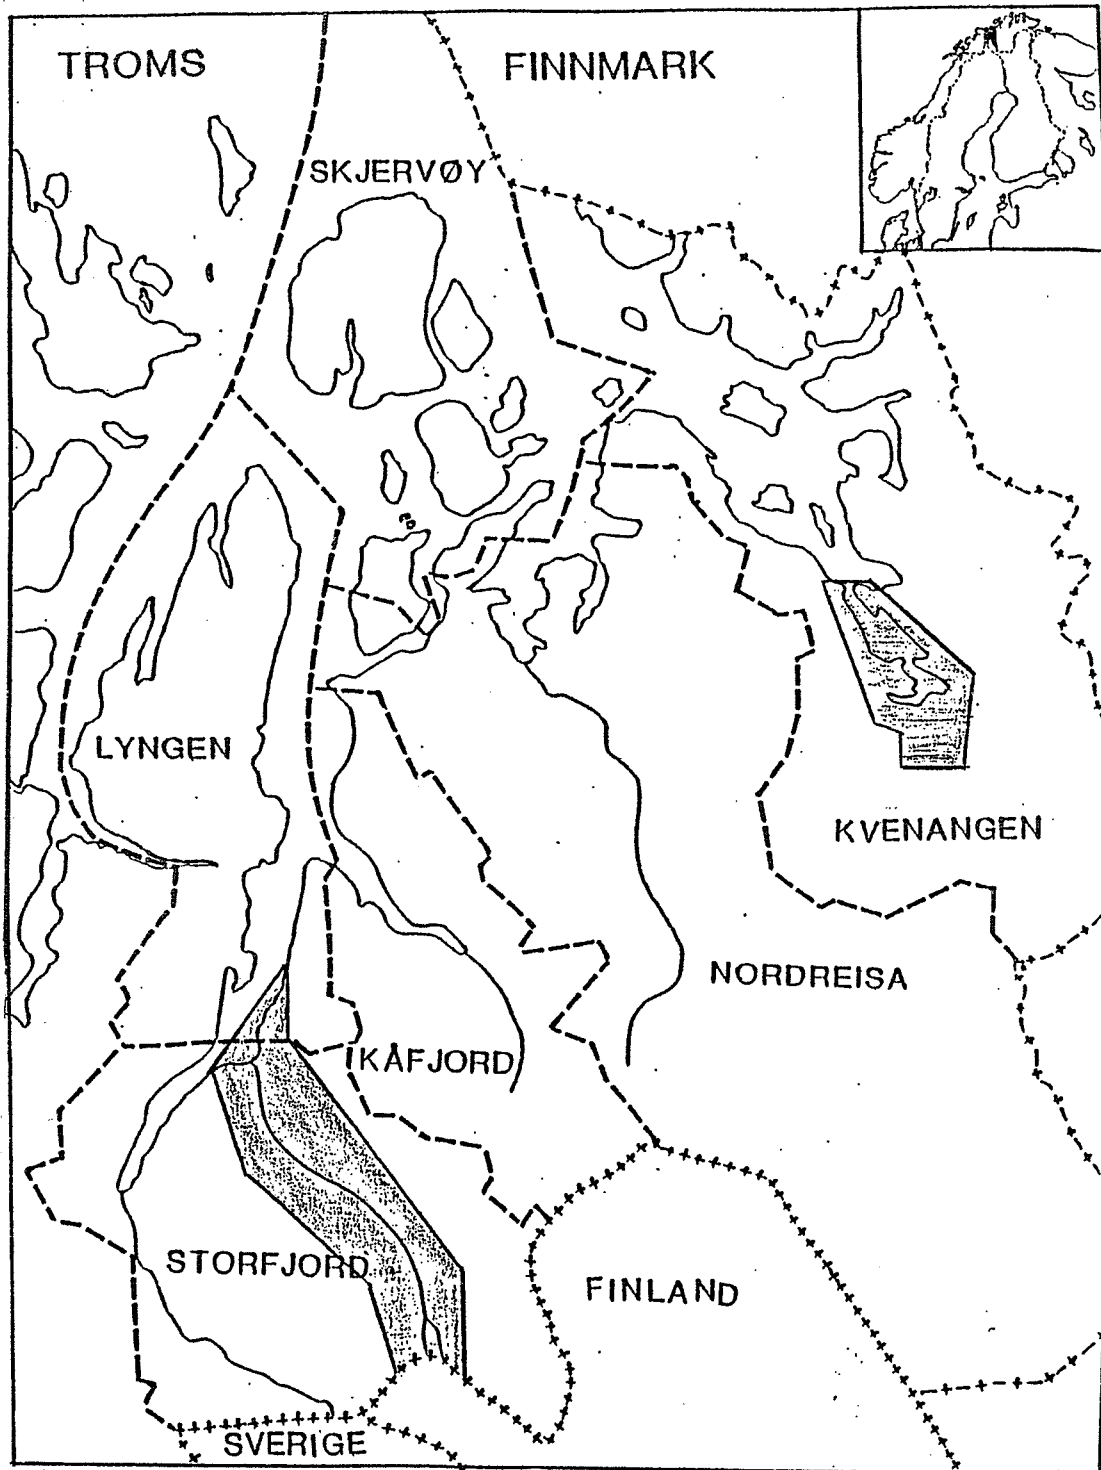 TROMS
FINNMARK
SKJERVØY
LYNGEN
KVENANGEN
NORDREISA
KÅFJORD
STORFJORD
FINLAND
SVERIGE